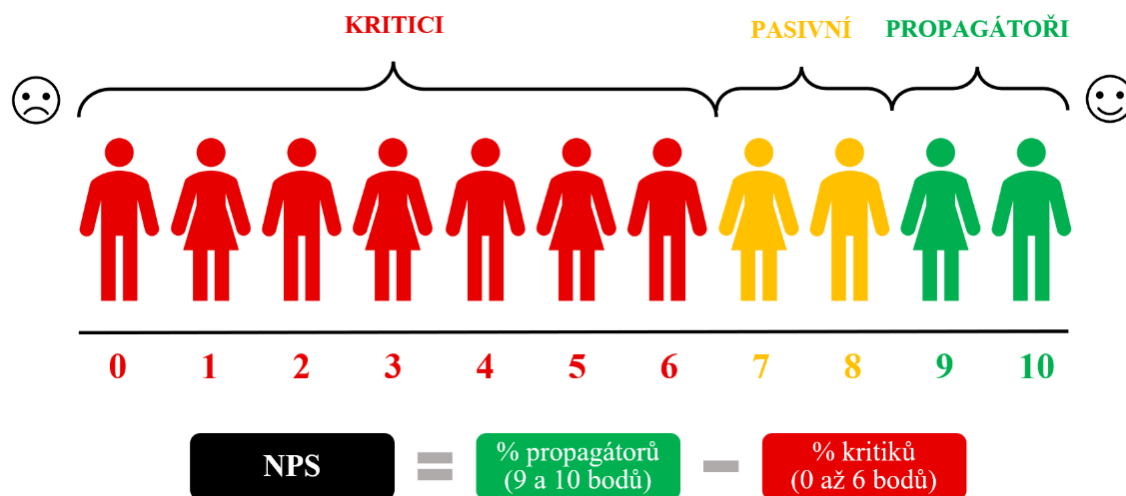 KRITICI
PASIVNÍ
PROPAGÁTOŘI
0 1 2 3 4 5 6 7 8 9 10
NPS = % propagátorů – % kritiků
(9 a 10 bodů) (0 až 6 bodů)